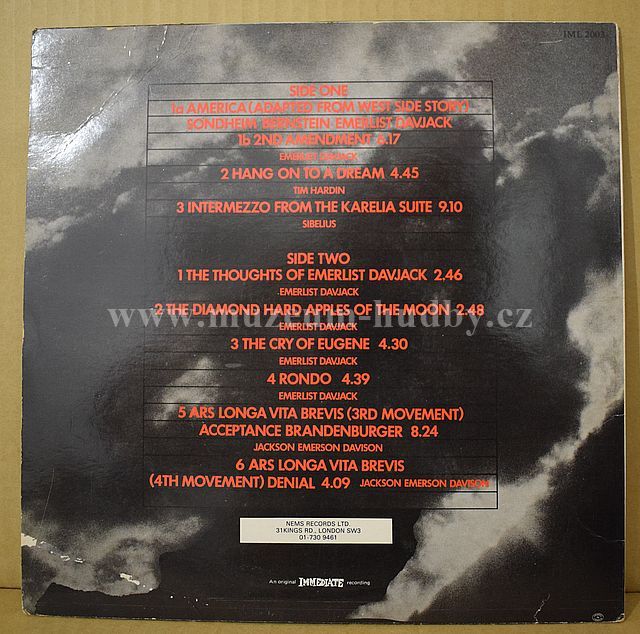 IML 2003
SIDE ONE
1a AMERICA (ADAPTED FROM WEST SIDE STORY)
SONDHEIM BERNSTEIN EMERLIST DAVJACK
1b 2ND AMENDMENT 6.17
EMERLIST DAVJACK
2 HANG ON TO A DREAM 4.45
TIM HARDIN
3 INTERMEZZO FROM THE KARELIA SUITE 9.10
SIBELIUS
SIDE TWO
1 THE THOUGHTS OF EMERLIST DAVJACK 2.46
EMERLIST DAVJACK
2 THE DIAMOND HARD APPLES OF THE MOON 2.48
www.muzeum-hudby.cz
EMERLIST DAVJACK
3 THE CRY OF EUGENE 4.30
EMERLIST DAVJACK
4 RONDO 4.39
EMERLIST DAVJACK
5 ARS LONGA VITA BREVIS (3RD MOVEMENT)
ACCEPTANCE BRANDENBURGER 8.24
JACKSON EMERSON DAVISON
6 ARS LONGA VITA BREVIS
(4TH MOVEMENT) DENIAL 4.09 JACKSON EMERSON DAVISON
NEMS RECORDS LTD.
31KINGS RD., LONDON SW3
01-730 9461
An original IMMEDIATE recording